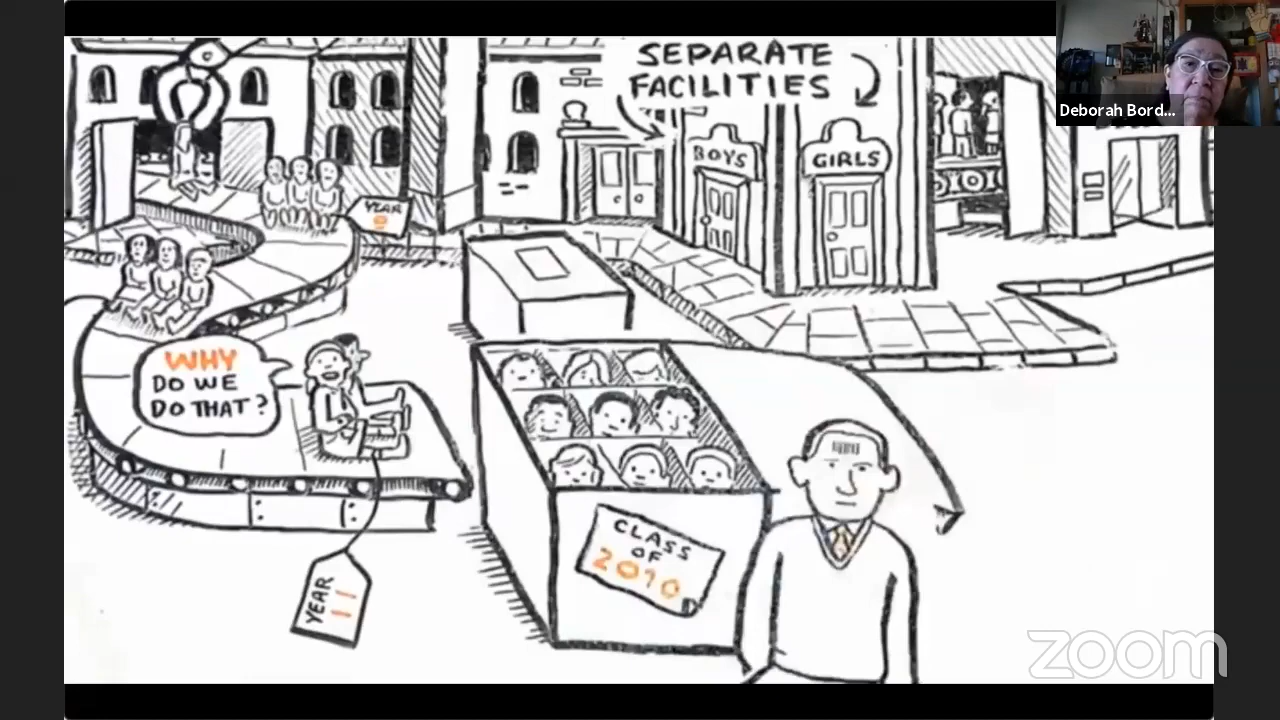 SEPARATE
FACILITIES
BOYS
GIRLS
Deborah Bord...
YEAR
WHY
DO WE
DO THAT?
CLASS
OF
2010
YEAR
11
zoom